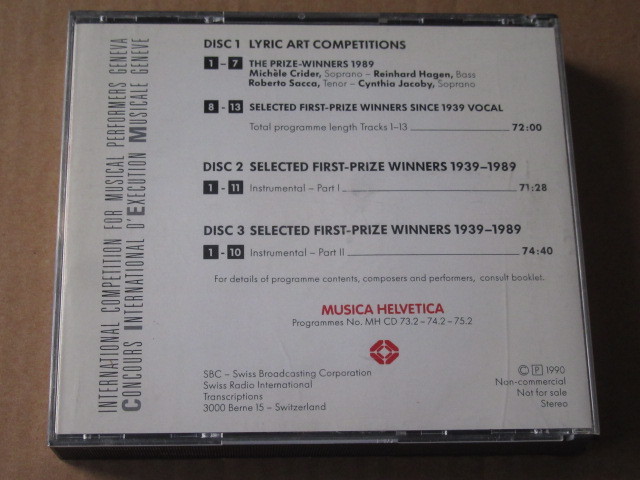 INTERNATIONAL COMPETITION FOR MUSICAL PERFORMERS GENEVA
CONCOURS INTERNATIONAL D'EXECUTION MUSICALE GENÈVE
DISC 1 LYRIC ART COMPETITIONS
1 – 7 THE PRIZE-WINNERS 1989
Michèle Crider, Soprano – Reinhard Hagen, Bass
Roberto Sacca, Tenor – Cynthia Jacoby, Soprano
8 – 13 SELECTED FIRST-PRIZE WINNERS SINCE 1939 VOCAL
Total programme length Tracks 1–13 72:00
DISC 2 SELECTED FIRST-PRIZE WINNERS 1939–1989
1 – 11 Instrumental – Part I 71:28
DISC 3 SELECTED FIRST-PRIZE WINNERS 1939–1989
1 – 10 Instrumental – Part II 74:40
For details of programme contents, composers and performers, consult booklet.
MUSICA HELVETICA
Programmes No. MH CD 73.2 – 74.2 – 75.2
SBC – Swiss Broadcasting Corporation
Swiss Radio International
Transcriptions
3000 Berne 15 – Switzerland
© Ⓟ 1990
Non-commercial
Not for sale
Stereo